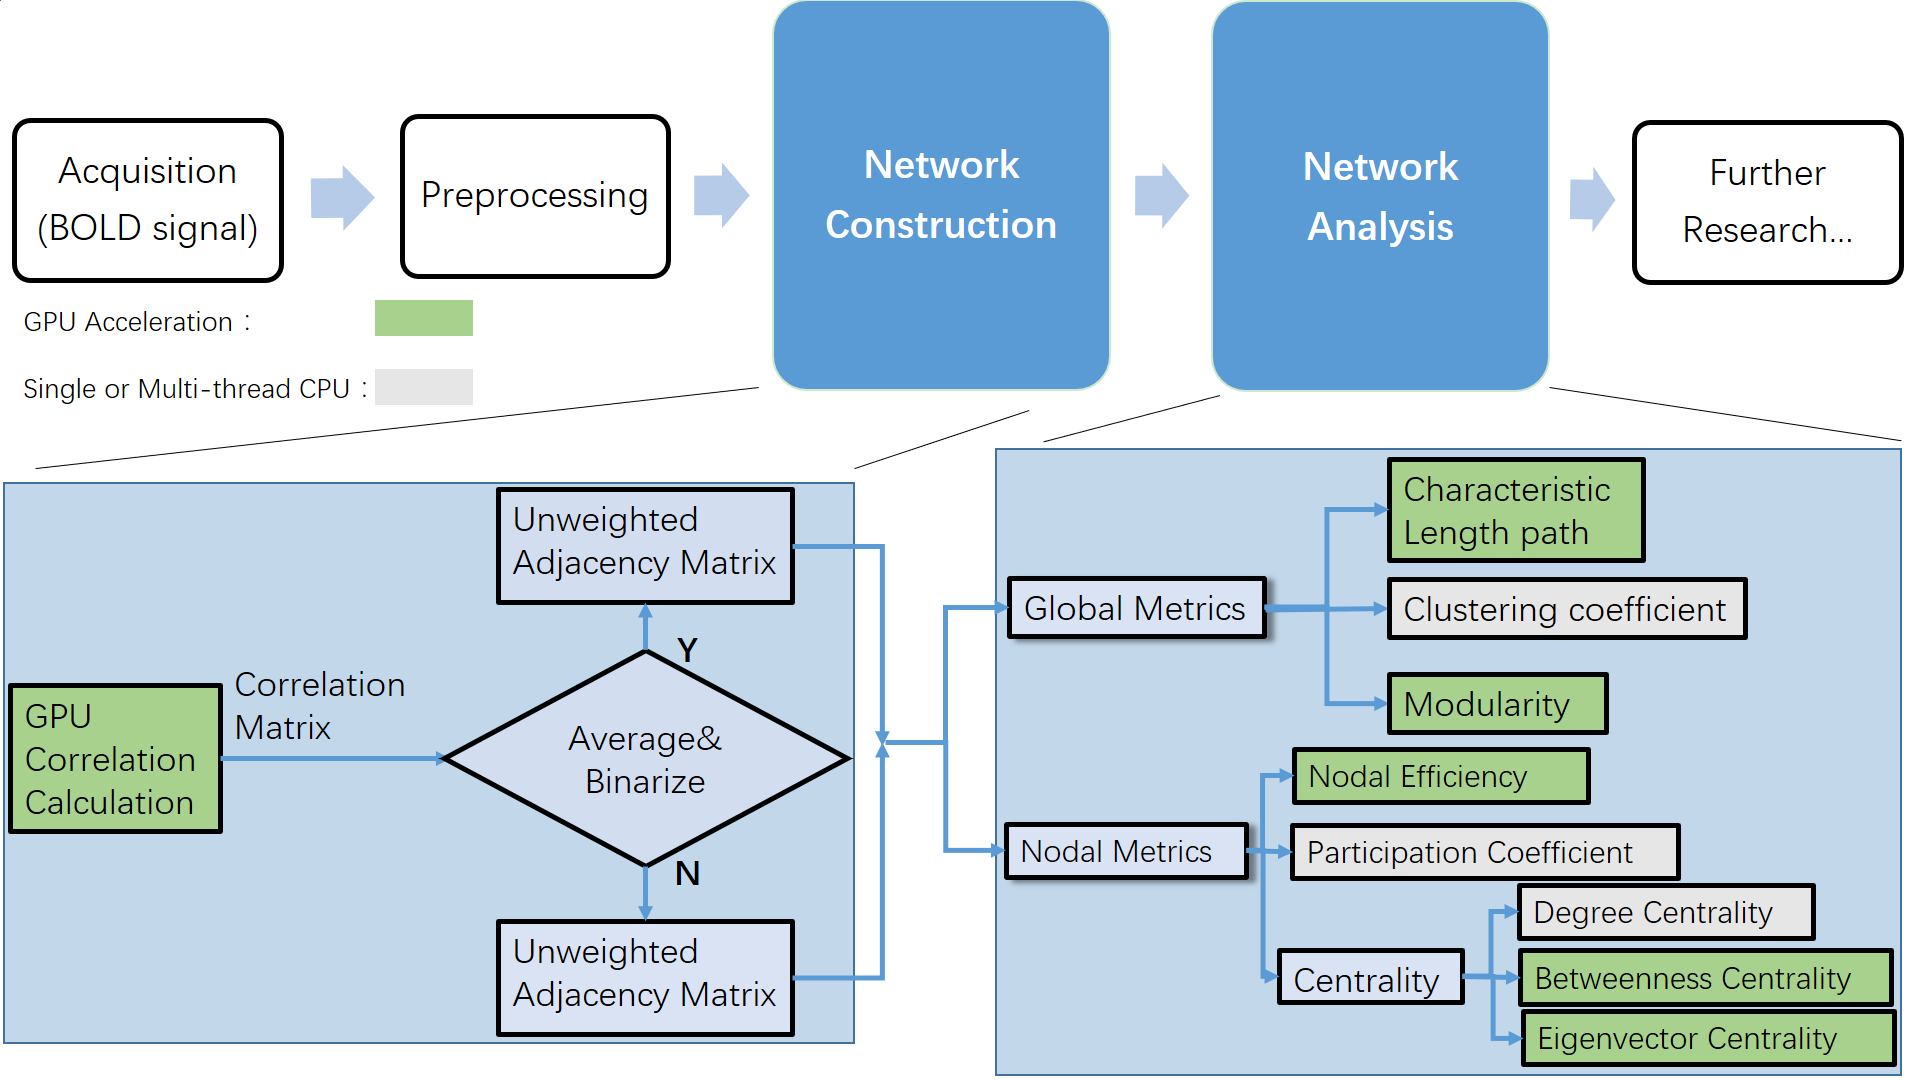 Acquisition
(BOLD signal)
Preprocessing
Network
Construction
Network
Analysis
Further
Research...
GPU Acceleration :
Single or Multi-thread CPU :
Unweighted
Adjacency Matrix
Y
GPU
Correlation
Calculation
Correlation
Matrix
Average&
Binarize
N
Unweighted
Adjacency Matrix
Global Metrics
Characteristic
Length path
Clustering coefficient
Modularity
Nodal Metrics
Nodal Efficiency
Participation Coefficient
Centrality
Degree Centrality
Betweenness Centrality
Eigenvector Centrality